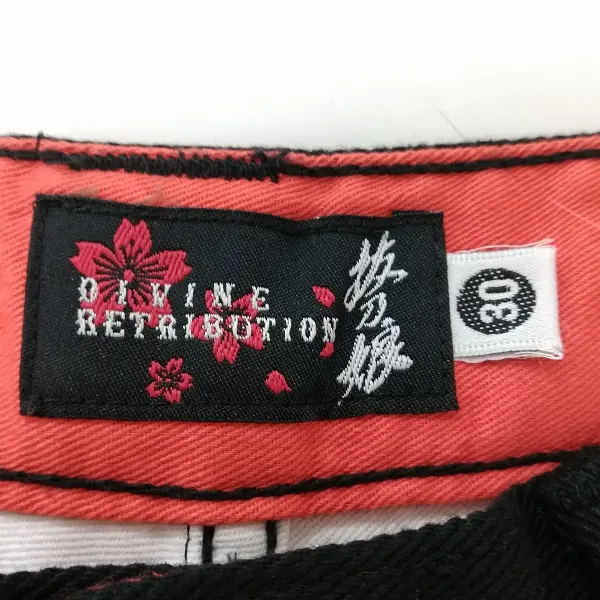 DIVINE
RETRIBUTION
抜刀娘
30